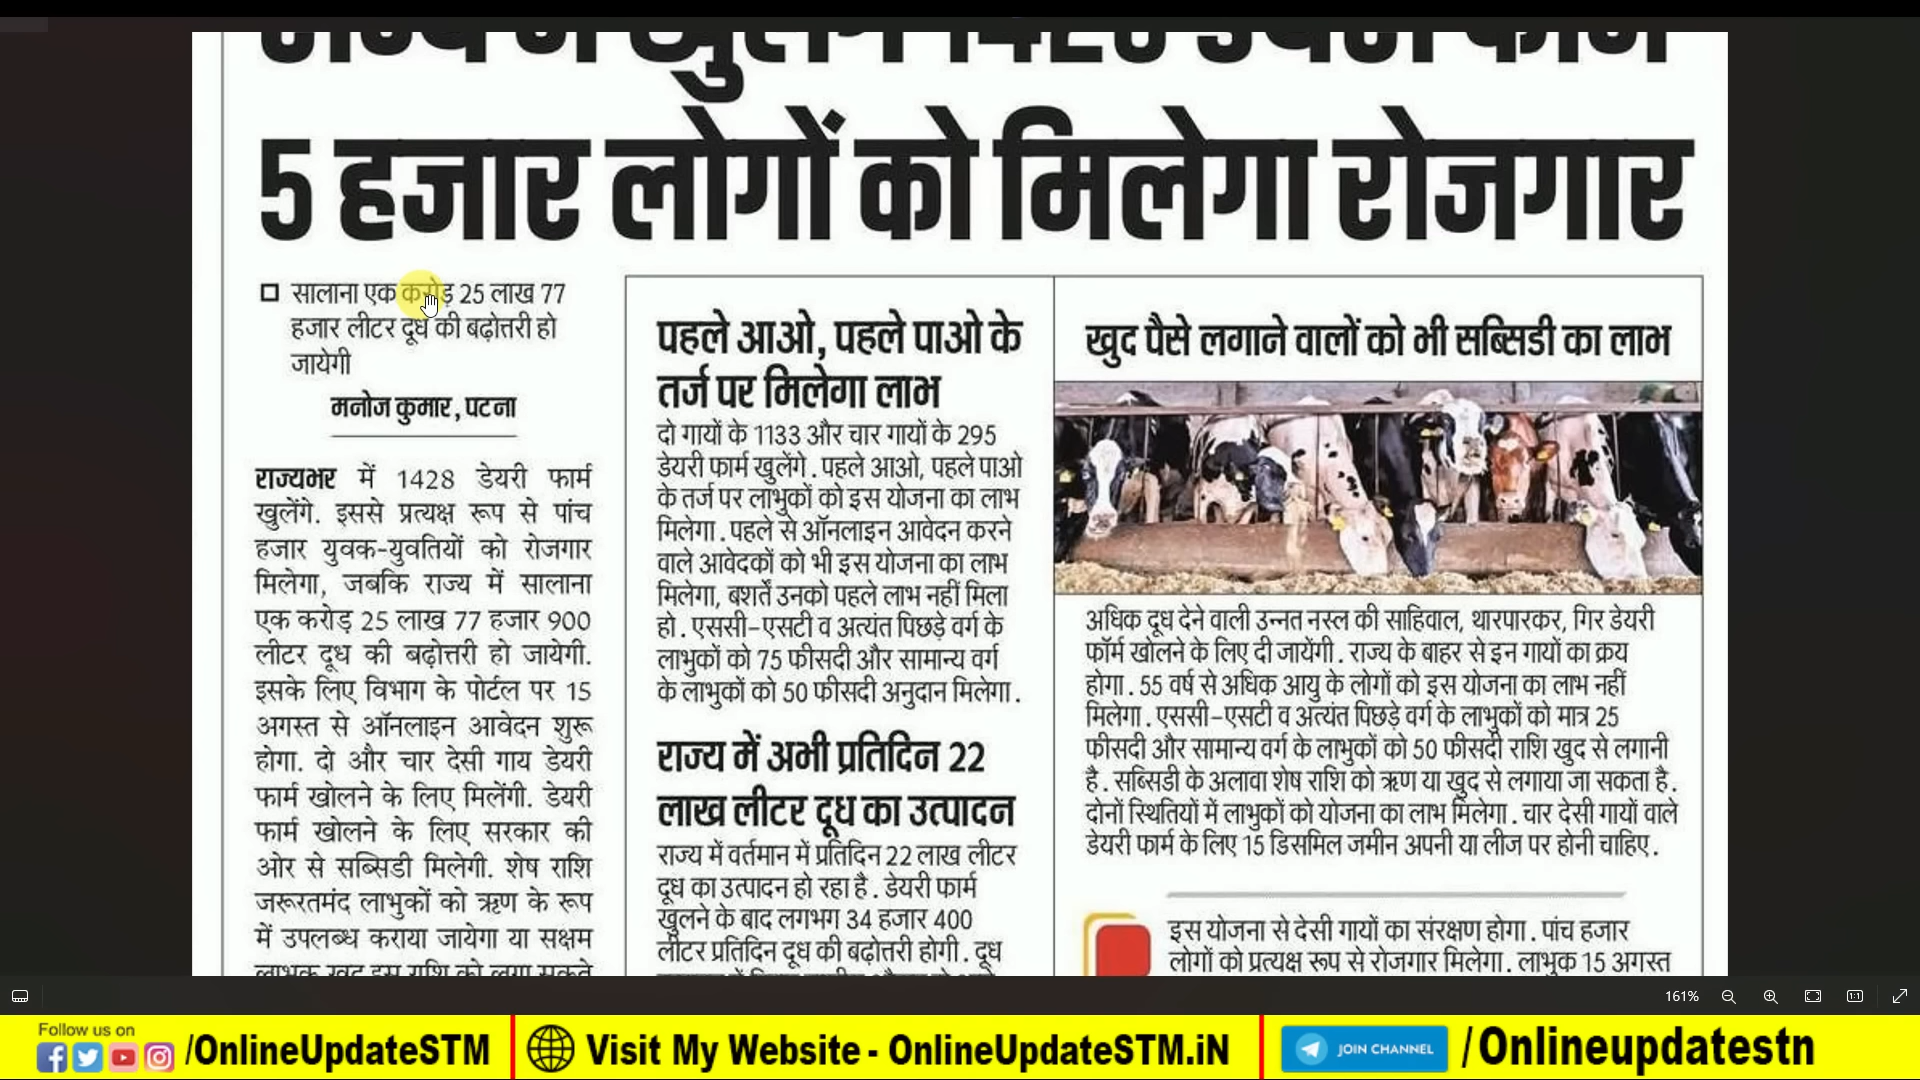 राज्य में खुलेंगे 1428 डेयरी फार्म
5 हजार लोगों को मिलेगा रोजगार
सालाना एक करोड़ 25 लाख 77
हजार लीटर दूध की बढ़ोत्तरी हो
जायेगी
मनोज कुमार, पटना
राज्यभर में 1428 डेयरी फार्म
खुलेंगे. इससे प्रत्यक्ष रूप से पांच
हजार युवक-युवतियों को रोजगार
मिलेगा, जबकि राज्य में सालाना
एक करोड़ 25 लाख 77 हजार 900
लीटर दूध की बढ़ोत्तरी हो जायेगी.
इसके लिए विभाग के पोर्टल पर 15
अगस्त से ऑनलाइन आवेदन शुरू
होगा. दो और चार देसी गाय डेयरी
फार्म खोलने के लिए मिलेंगी. डेयरी
फार्म खोलने के लिए सरकार की
ओर से सब्सिडी मिलेगी. शेष राशि
जरूरतमंद लाभुकों को ऋण के रूप
में उपलब्ध कराया जायेगा या सक्षम
लाभुक खुद इस राशि को लगा सकते
पहले आओ, पहले पाओ के
तर्ज पर मिलेगा लाभ
दो गायों के 1133 और चार गायों के 295
डेयरी फार्म खुलेंगे. पहले आओ, पहले पाओ
के तर्ज पर लाभुकों को इस योजना का लाभ
मिलेगा. पहले से ऑनलाइन आवेदन करने
वाले आवेदकों को भी इस योजना का लाभ
मिलेगा, बशर्ते उनको पहले लाभ नहीं मिला
हो. एससी-एसटी व अत्यंत पिछड़े वर्ग के
लाभुकों को 75 फीसदी और सामान्य वर्ग
के लाभुकों को 50 फीसदी अनुदान मिलेगा.
राज्य में अभी प्रतिदिन 22
लाख लीटर दूध का उत्पादन
राज्य में वर्तमान में प्रतिदिन 22 लाख लीटर
दूध का उत्पादन हो रहा है. डेयरी फार्म
खुलने के बाद लगभग 34 हजार 400
लीटर प्रतिदिन दूध की बढ़ोतरी होगी. दूध
खुद पैसे लगाने वालों को भी सब्सिडी का लाभ
अधिक दूध देने वाली उन्नत नस्ल की साहिवाल, थारपारकर, गिर डेयरी
फॉर्म खोलने के लिए दी जायेंगी. राज्य के बाहर से इन गायों का क्रय
होगा. 55 वर्ष से अधिक आयु के लोगों को इस योजना का लाभ नहीं
मिलेगा. एससी-एसटी व अत्यंत पिछड़े वर्ग के लाभुकों को मात्र 25
फीसदी और सामान्य वर्ग के लाभुकों को 50 फीसदी राशि खुद से लगानी
है. सब्सिडी के अलावा शेष राशि को ऋण या खुद से लगाया जा सकता है.
दोनों स्थितियों में लाभुकों को योजना का लाभ मिलेगा. चार देसी गायों वाले
डेयरी फार्म के लिए 15 डिसमिल जमीन अपनी या लीज पर होनी चाहिए.
इस योजना से देसी गायों का संरक्षण होगा. पांच हजार
लोगों को प्रत्यक्ष रूप से रोजगार मिलेगा. लाभुक 15 अगस्त
161%
1:1
Follow us on
/OnlineUpdateSTM
Visit My Website - OnlineUpdateSTM.iN
JOIN CHANNEL
/Onlineupdatestn